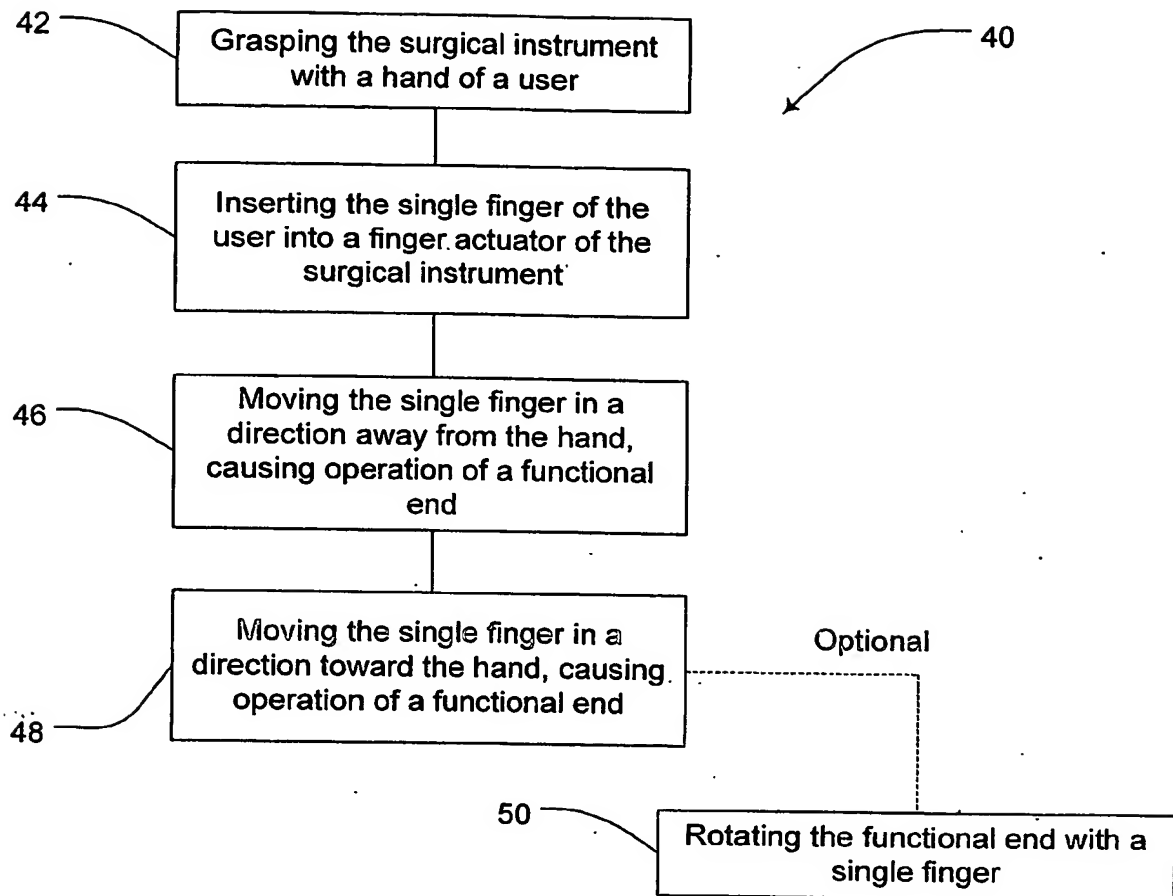 42
Grasping the surgical instrument
with a hand of a user
40
44
Inserting the single finger of the
user into a finger actuator of the
surgical instrument
46
Moving the single finger in a
direction away from the hand,
causing operation of a functional
end
48
Moving the single finger in a
direction toward the hand, causing
operation of a functional end
Optional
50
Rotating the functional end with a
single finger